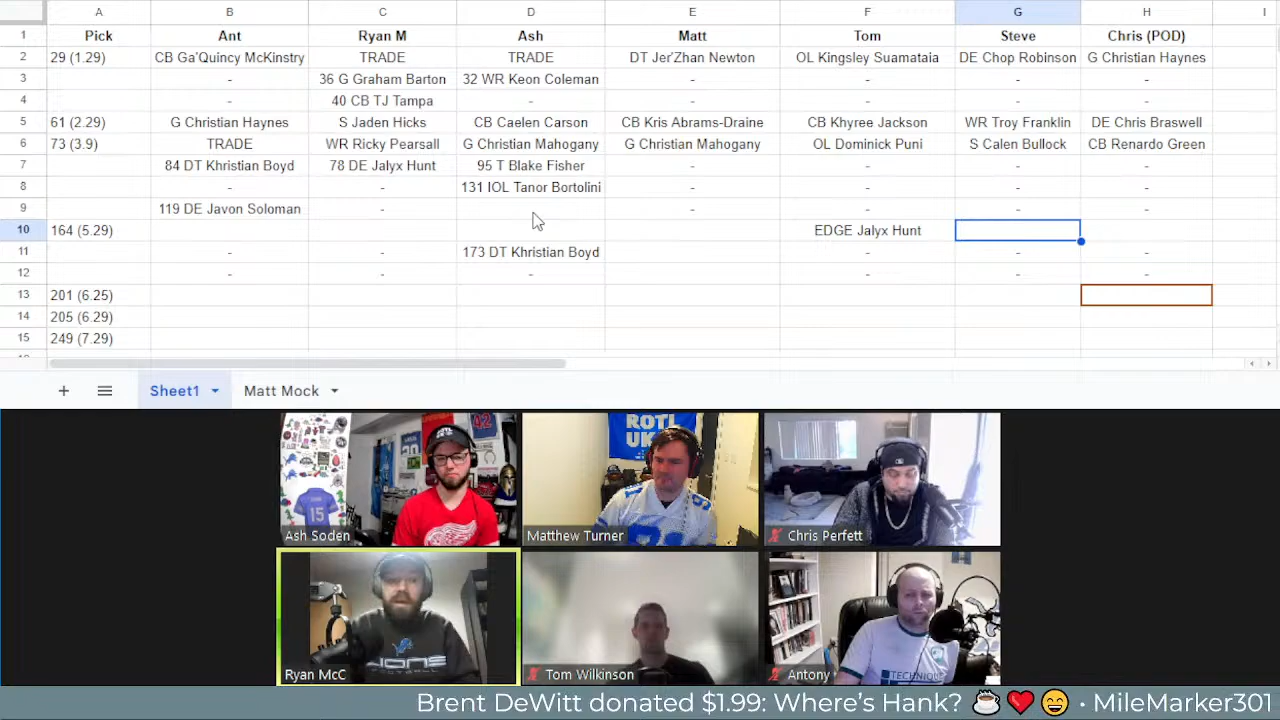 A B C D E F G H I
1 Pick Ant Ryan M Ash Matt Tom Steve Chris (POD)
2 29 (1.29) CB Ga'Quincy McKinstry TRADE TRADE DT Jer'Zhan Newton OL Kingsley Suamataia DE Chop Robinson G Christian Haynes
3 - 36 G Graham Barton 32 WR Keon Coleman - - - -
4 - 40 CB TJ Tampa - - - - -
5 61 (2.29) G Christian Haynes S Jaden Hicks CB Caelen Carson CB Kris Abrams-Draine CB Khyree Jackson WR Troy Franklin DE Chris Braswell
6 73 (3.9) TRADE WR Ricky Pearsall G Christian Mahogany G Christian Mahogany OL Dominick Puni S Calen Bullock CB Renardo Green
7 84 DT Khristian Boyd 78 DE Jalyx Hunt 95 T Blake Fisher - - - -
8 - - 131 IOL Tanor Bortolini - - - -
9 119 DE Javon Soloman - - - - -
10 164 (5.29) EDGE Jalyx Hunt
11 - - 173 DT Khristian Boyd - - -
12 - - - - - -
13 201 (6.25)
14 205 (6.29)
15 249 (7.29)
+ Sheet1 Matt Mock
42
ROTL
UK
15
Ash Soden Matthew Turner Chris Perfett
LIONS
FOOTBALL
TECHNIQUE
Ryan McC Tom Wilkinson Antony
Brent DeWitt donated $1.99: Where's Hank? ☕❤️😄 • MileMarker301